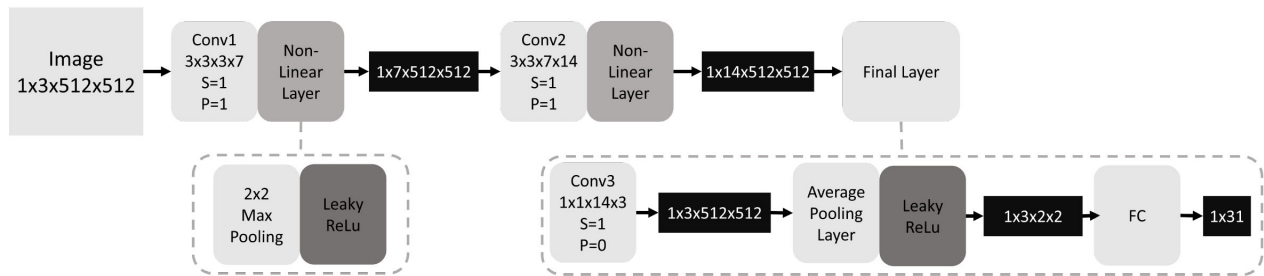 Image
1x3x512x512
Conv1
3x3x3x7
S=1
P=1
Non-
Linear
Layer
1x7x512x512
Conv2
3x3x7x14
S=1
P=1
Non-
Linear
Layer
1x14x512x512
Final Layer
2x2
Max
Pooling
Leaky
ReLu
Conv3
1x1x14x3
S=1
P=0
1x3x512x512
Average
Pooling
Layer
Leaky
ReLu
1x3x2x2
FC
1x31